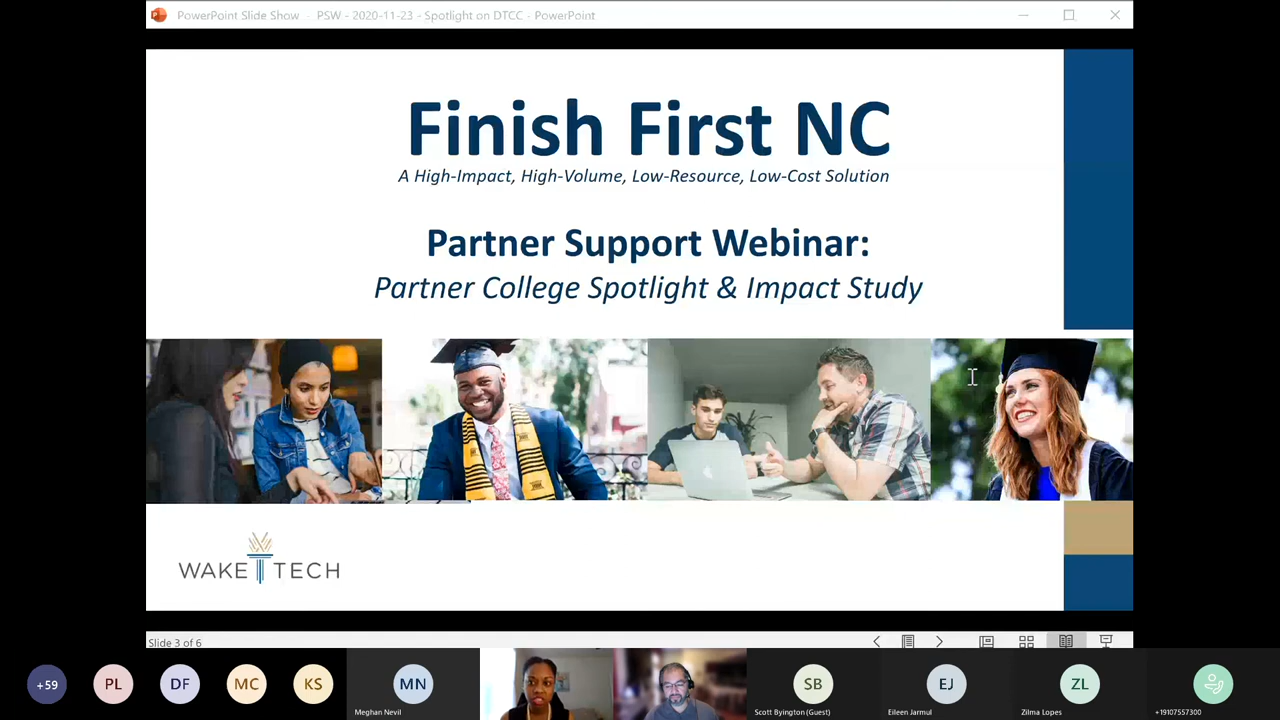 PowerPoint Slide Show - PSW - 2020-11-23 - Spotlight on DTCC - PowerPoint
Finish First NC
A High-Impact, High-Volume, Low-Resource, Low-Cost Solution
Partner Support Webinar:
Partner College Spotlight & Impact Study
WAKE TECH
Slide 3 of 6
+59
PL
DF
MC
KS
MN
SB
EJ
ZL
Meghan Nevil
Scott Byington (Guest)
Eileen Jarmul
Zilma Lopes
+19107557300